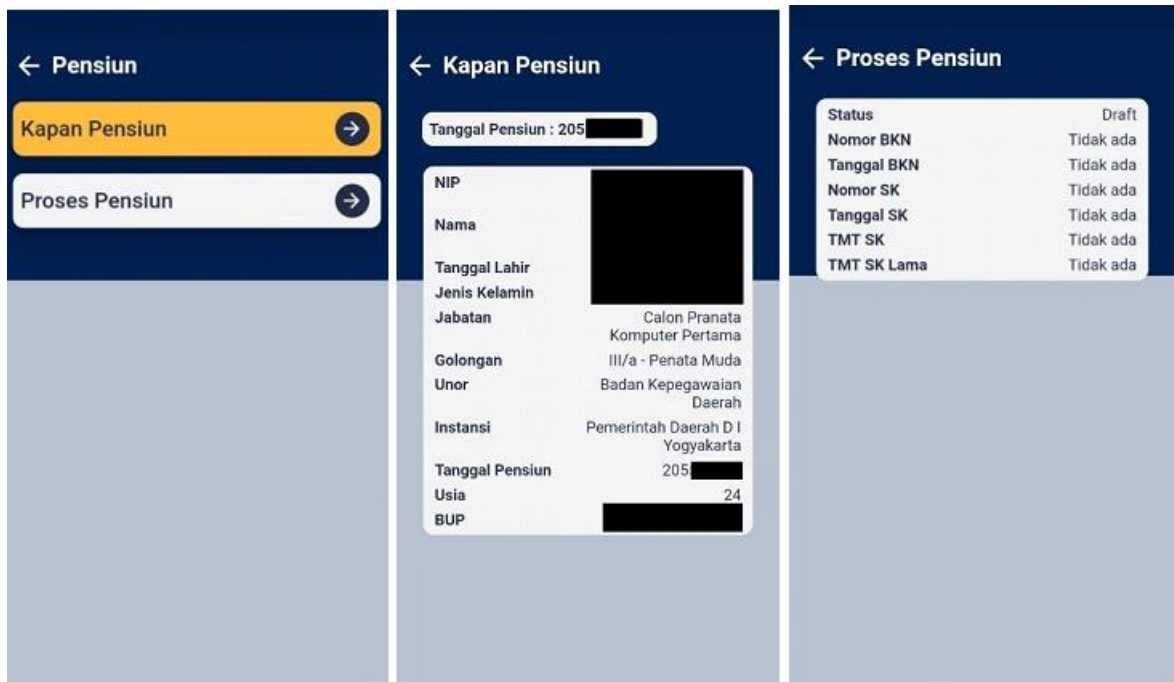 ← Pensiun
Kapan Pensiun
Proses Pensiun
← Kapan Pensiun
Tanggal Pensiun : 205
NIP
Nama
Tanggal Lahir
Jenis Kelamin
Jabatan Calon Pranata
Komputer Pertama
Golongan III/a - Penata Muda
Unor Badan Kepegawaian
Daerah
Instansi Pemerintah Daerah D I
Yogyakarta
Tanggal Pensiun 205
Usia 24
BUP
← Proses Pensiun
Status Draft
Nomor BKN Tidak ada
Tanggal BKN Tidak ada
Nomor SK Tidak ada
Tanggal SK Tidak ada
TMT SK Tidak ada
TMT SK Lama Tidak ada